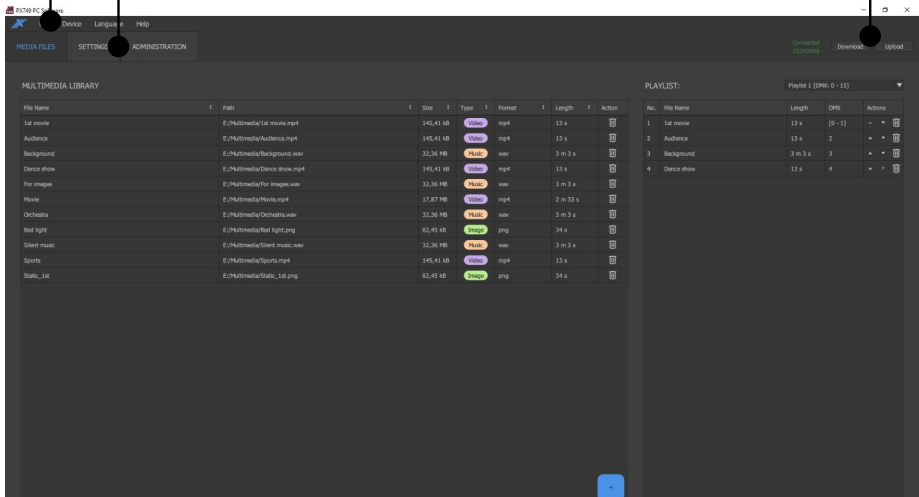 PX749 PC Software
Device Language Help
MEDIA FILES SETTINGS ADMINISTRATION
Connected
Download Upload
MULTIMEDIA LIBRARY
PLAYLIST: Playlist 1 [DMX: 0 - 15]
File Name Path Size Type Format Length Action
No. File Name Length DMX Actions
1st movie E:/Multimedia/1st movie.mp4 145,41 kB Video mp4 13 s
Audience E:/Multimedia/Audience.mp4 145,41 kB Video mp4 13 s
Background E:/Multimedia/Background.wav 32,36 MB Music wav 3 m 3 s
Dance show E:/Multimedia/Dance show.mp4 145,41 kB Video mp4 13 s
For images E:/Multimedia/For images.wav 32,36 MB Music wav 3 m 3 s
Movie E:/Multimedia/Movie.mp4 17,87 MB Video mp4 2 m 33 s
Orchestra E:/Multimedia/Orchestra.wav 32,36 MB Music wav 3 m 3 s
Red light E:/Multimedia/Red light.png 82,45 kB Image png 34 s
Silent music E:/Multimedia/Silent music.wav 32,36 MB Music wav 3 m 3 s
Sports E:/Multimedia/Sports.mp4 145,41 kB Video mp4 13 s
Static_1st E:/Multimedia/Static_1st.png 82,45 kB Image png 34 s
1 1st movie 13 s [0 - 1]
2 Audience 13 s 2
3 Background 3 m 3 s 3
4 Dance show 13 s 4
+